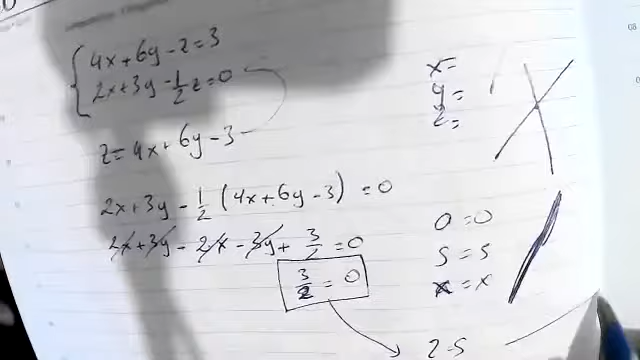 4x+6y-z=3
2x+3y-1/2z=0
z=4x+6y-3
2x+3y-1/2(4x+6y-3)=0
2x+3y-2x-3y+3/2=0
3/2=0
x=
y=
z=
0=0
5=5
x=x